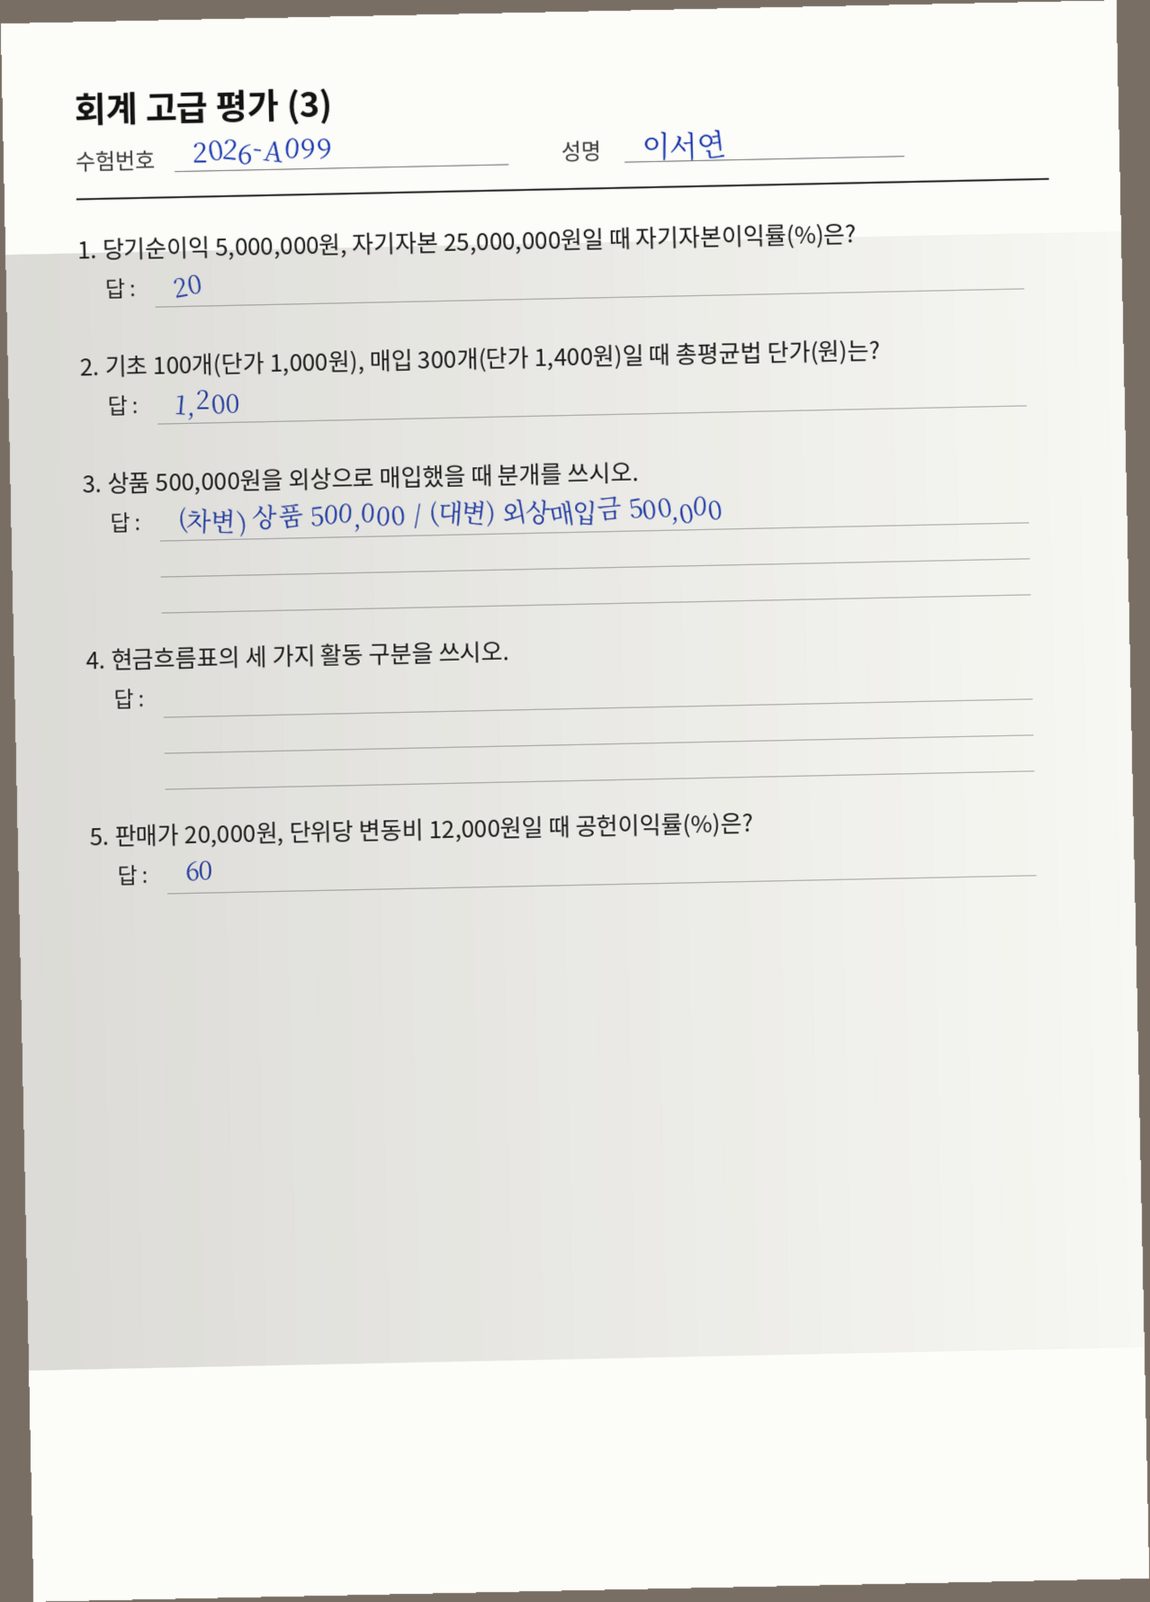 회계 고급 평가 (3)
수험번호 2026-A099 성명 이서연
1. 당기순이익 5,000,000원, 자기자본 25,000,000원일 때 자기자본이익률(%)은?
답 : 20
2. 기초 100개(단가 1,000원), 매입 300개(단가 1,400원)일 때 총평균법 단가(원)는?
답 : 1,200
3. 상품 500,000원을 외상으로 매입했을 때 분개를 쓰시오.
답 : (차변) 상품 500,000 / (대변) 외상매입금 500,000
4. 현금흐름표의 세 가지 활동 구분을 쓰시오.
답 :
5. 판매가 20,000원, 단위당 변동비 12,000원일 때 공헌이익률(%)은?
답 : 60